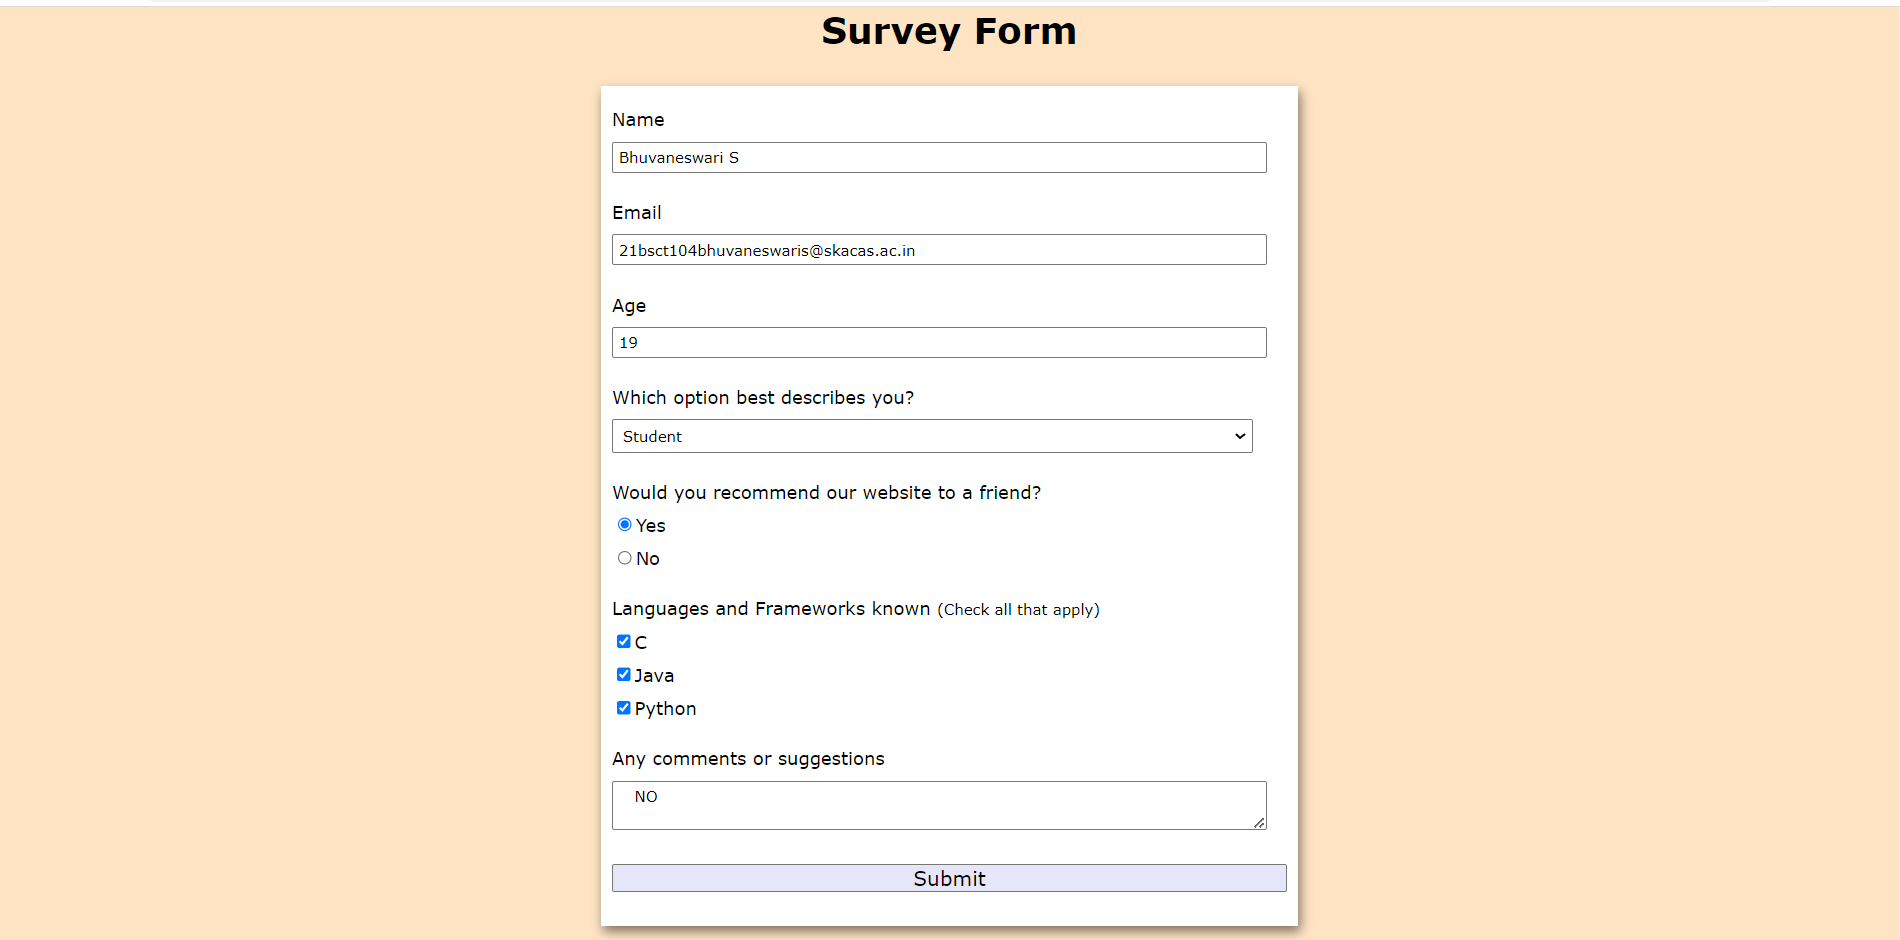 Survey Form
Name
Bhuvaneswari S
Email
21bsct104bhuvaneswaris@skacas.ac.in
Age
19
Which option best describes you?
Student
Would you recommend our website to a friend?
Yes
No
Languages and Frameworks known (Check all that apply)
C
Java
Python
Any comments or suggestions
NO
Submit